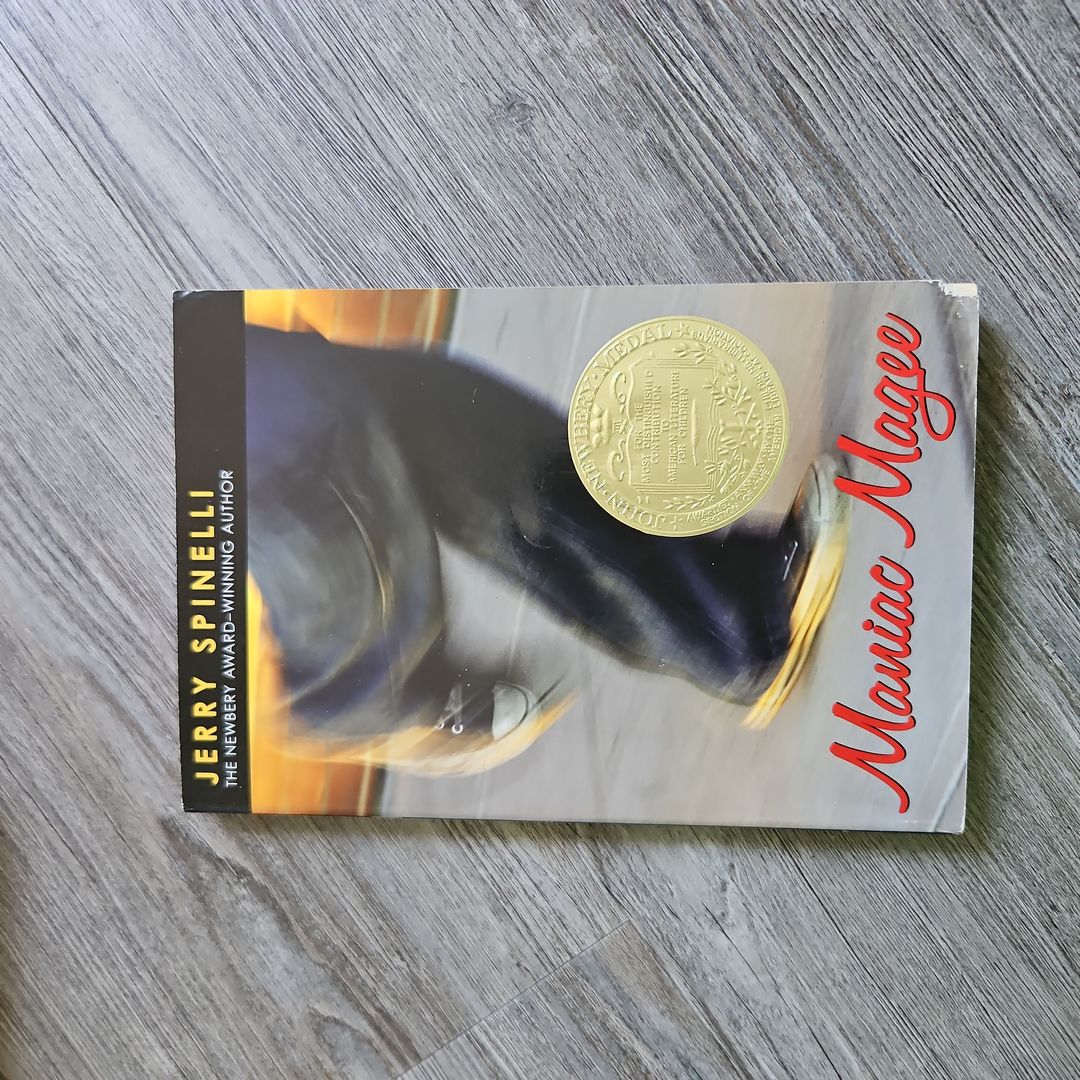 JERRY SPINELLI
THE NEWBERY AWARD-WINNING AUTHOR
JOHN·NEWBERY·MEDAL
FOR THE
MOST DISTINGUISHED
CONTRIBUTION
TO
AMERICAN LITERATURE
FOR CHILDREN
Maniac Magee